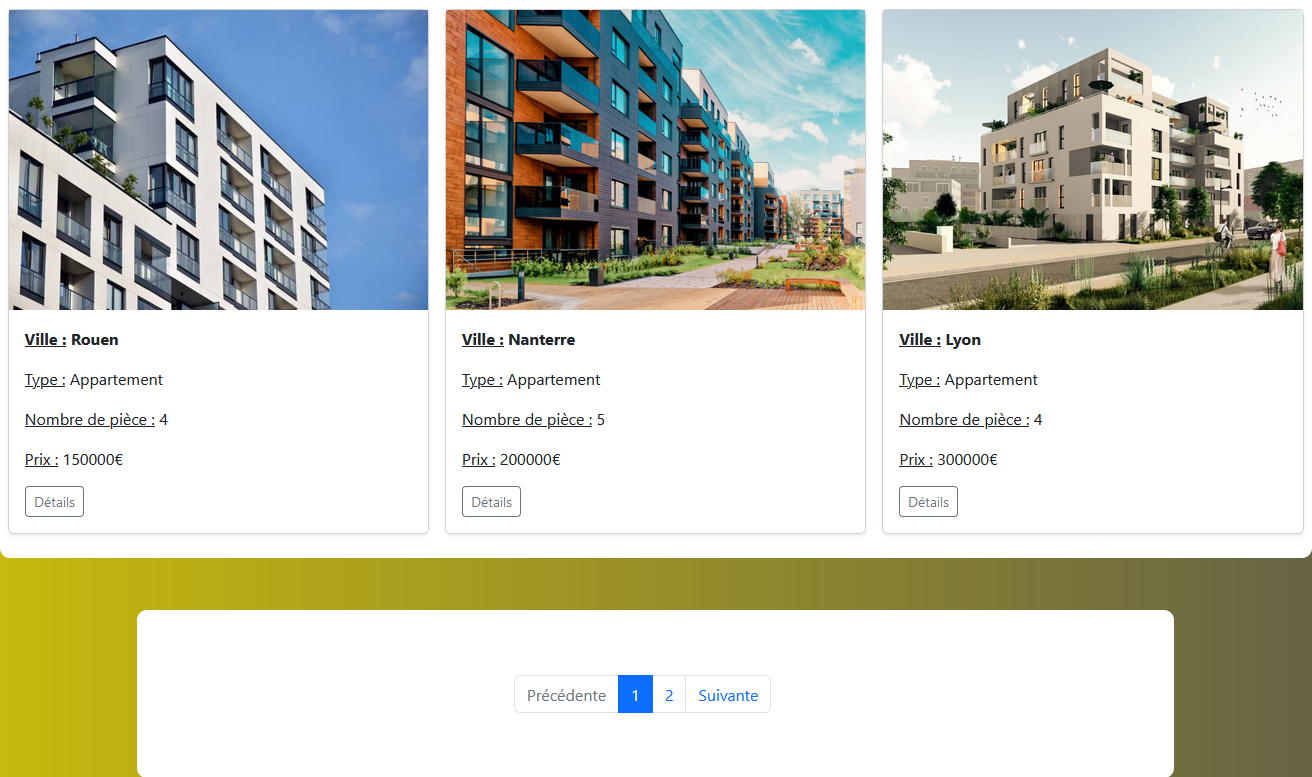 Ville : Rouen
Type : Appartement
Nombre de pièce : 4
Prix : 150000€
Détails
Ville : Nanterre
Type : Appartement
Nombre de pièce : 5
Prix : 200000€
Détails
Ville : Lyon
Type : Appartement
Nombre de pièce : 4
Prix : 300000€
Détails
Précédente 1 2 Suivante